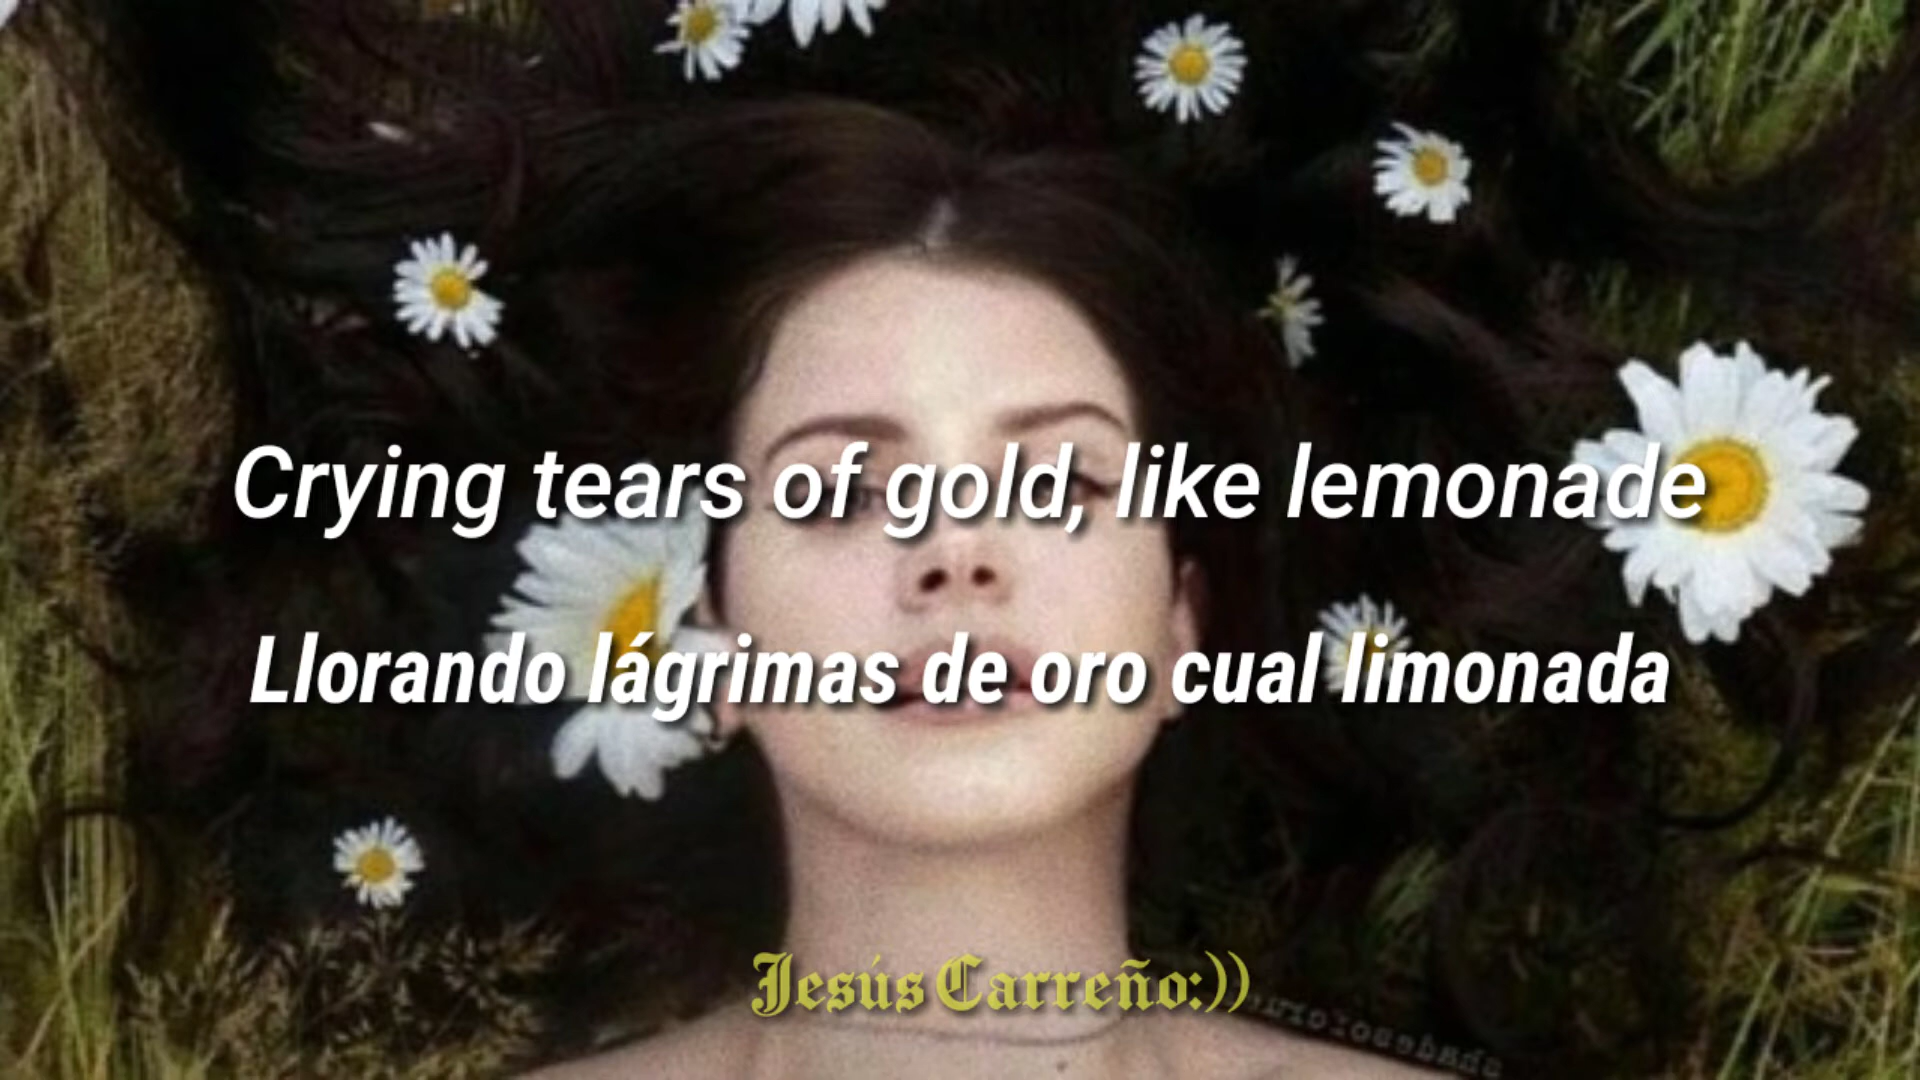 Crying tears of gold, like lemonade
Llorando lágrimas de oro cual limonada
Jesús Carreño:))